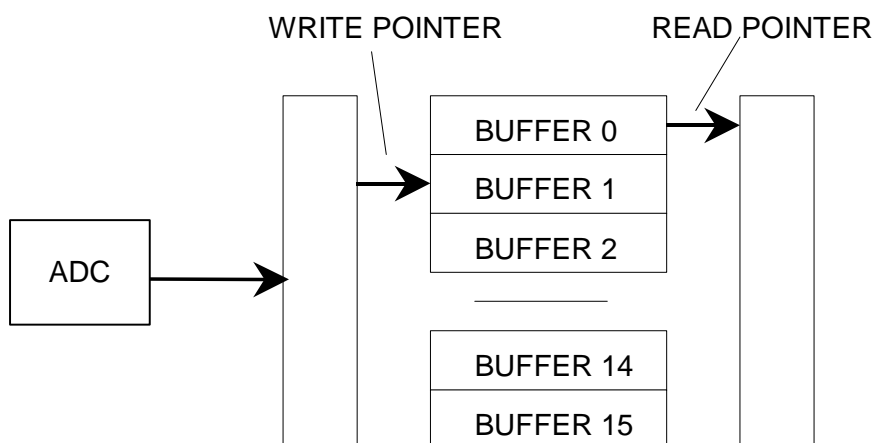 WRITE POINTER
READ POINTER
BUFFER 0
BUFFER 1
BUFFER 2
ADC
BUFFER 14
BUFFER 15